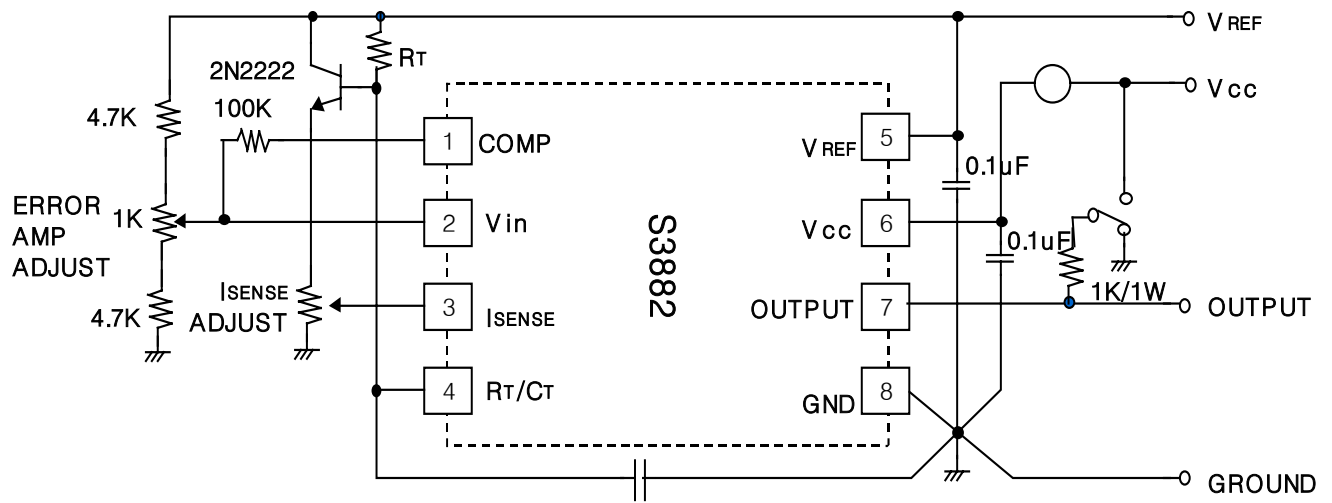 VREF
RT
2N2222
100K
Vcc
4.7K
1 COMP
VREF 5
0.1uF
ERROR
AMP
ADJUST
1K
2 Vin
S3882
Vcc 6
0.1uF
1K/1W
ISENSE
ADJUST
4.7K
3 ISENSE
OUTPUT 7
OUTPUT
4 RT/CT
GND 8
GROUND